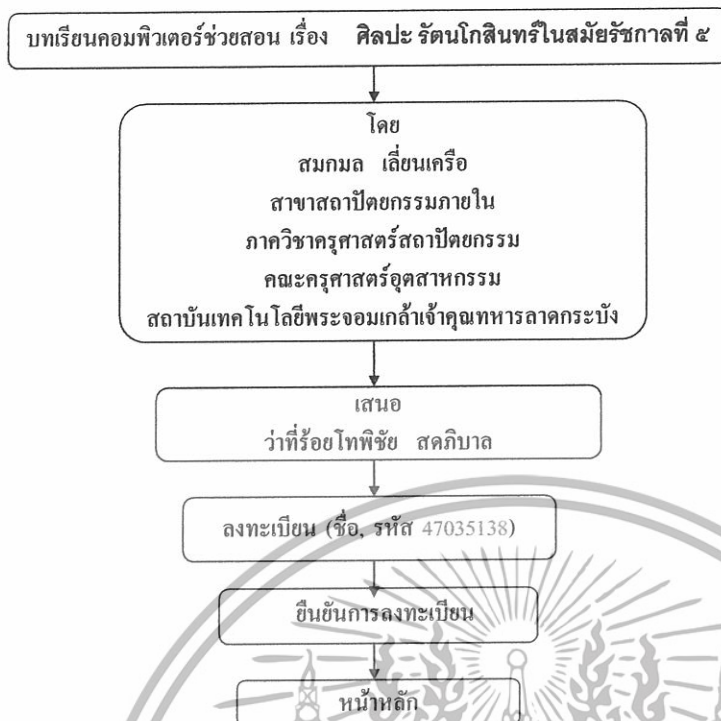 บทเรียนคอมพิวเตอร์ช่วยสอน เรื่อง ศิลปะ รัตนโกสินทร์ในสมัยรัชกาลที่ ๕
โดย
สมกมล เลี่ยนเครือ
สาขาสถาปัตยกรรมภายใน
ภาควิชาครุศาสตร์สถาปัตยกรรม
คณะครุศาสตร์อุตสาหกรรม
สถาบันเทคโนโลยีพระจอมเกล้าเจ้าคุณทหารลาดกระบัง
เสนอ
ว่าที่ร้อยโทพิชัย สดภิบาล
ลงทะเบียน (ชื่อ, รหัส 47035138)
ยืนยันการลงทะเบียน
หน้าหลัก